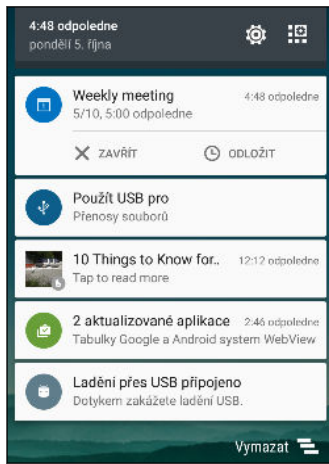 4:48 odpoledne
pondělí 5. října
Weekly meeting 4:48 odpoledne
5/10, 5:00 odpoledne
ZAVŘÍT ODLOŽIT
Použít USB pro
Přenosy souborů
10 Things to Know for.. 12:12 odpoledne
Tap to read more
2 aktualizované aplikace 2:46 odpoledne
Tabulky Google a Android system WebView
Ladění přes USB připojeno
Dotykem zakážete ladění USB.
Vymazat